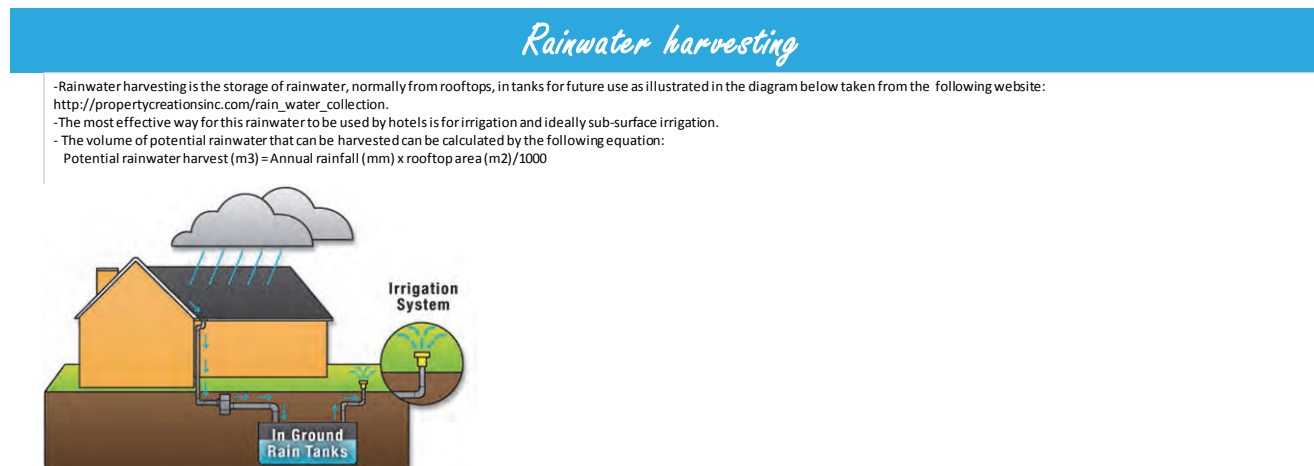 Rainwater harvesting
-Rainwater harvesting is the storage of rainwater, normally from rooftops, in tanks for future use as illustrated in the diagram below taken from the following website:
http://propertycreationsinc.com/rain_water_collection.
-The most effective way for this rainwater to be used by hotels is for irrigation and ideally sub-surface irrigation.
- The volume of potential rainwater that can be harvested can be calculated by the following equation:
Potential rainwater harvest (m3) = Annual rainfall (mm) x rooftop area (m2)/1000
Irrigation
System
In Ground
Rain Tanks